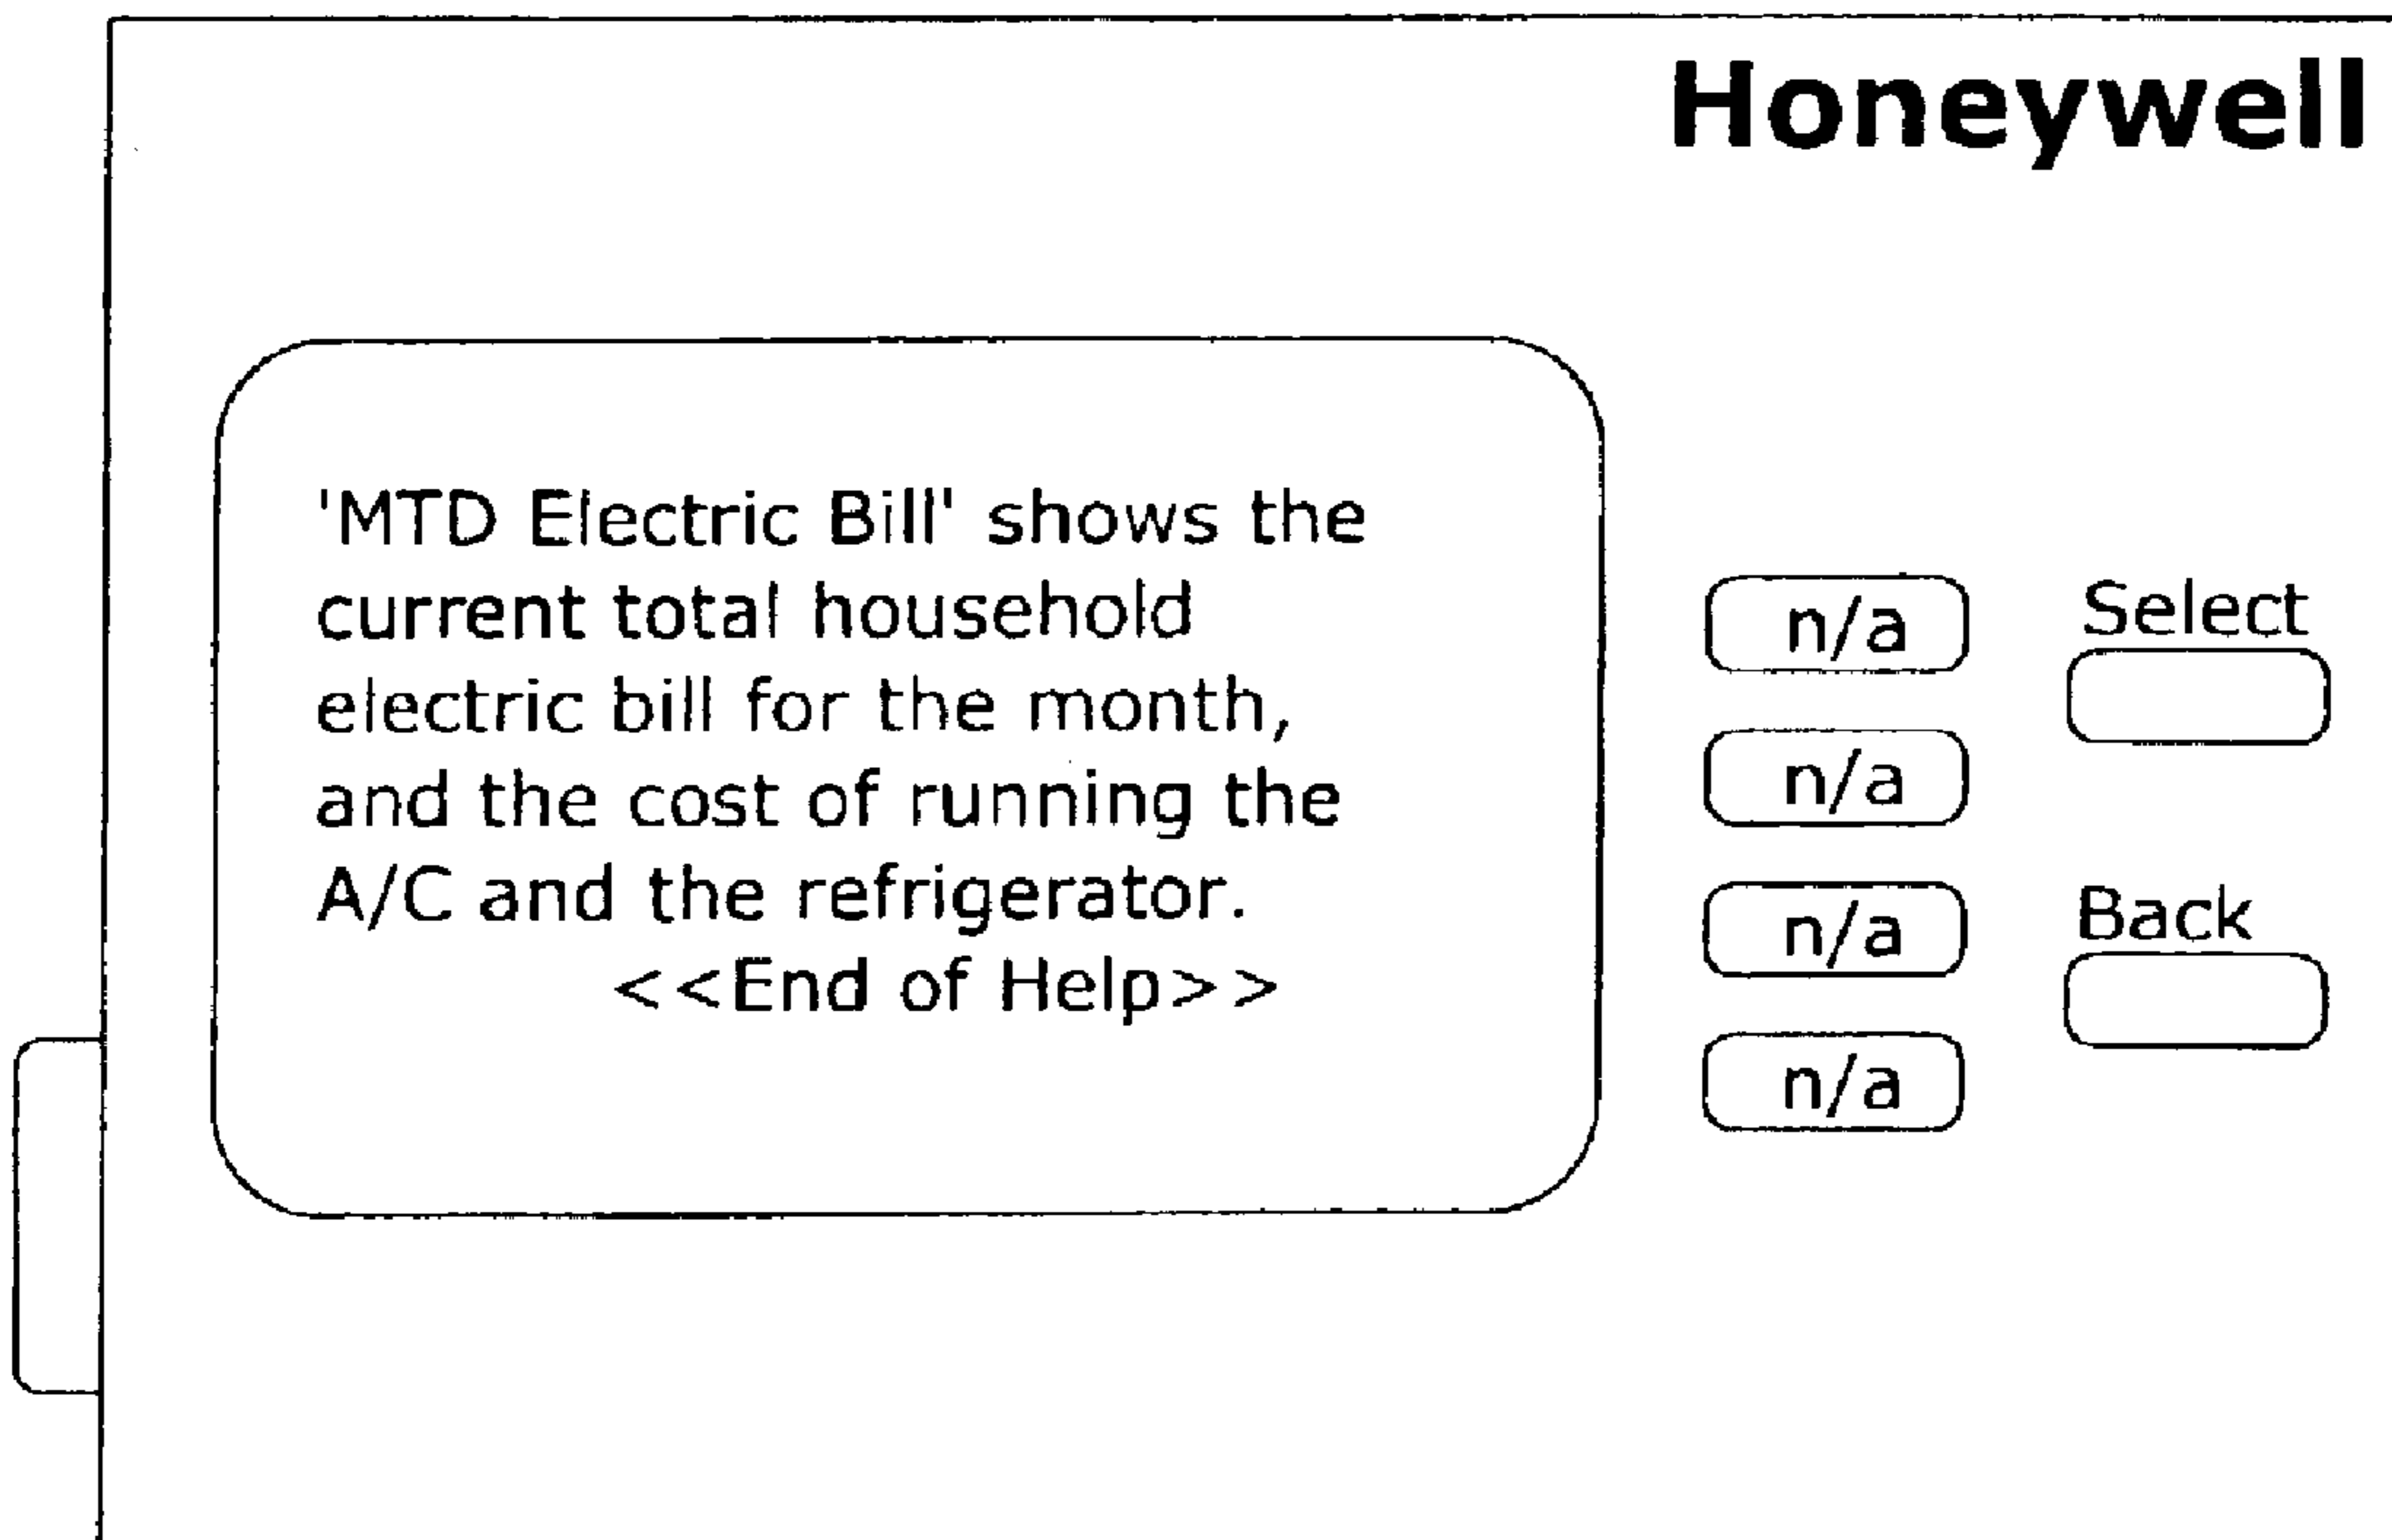 Honeywell
'MTD Electric Bill' shows the
current total household
electric bill for the month,
and the cost of running the
A/C and the refrigerator.
<<End of Help>>
n/a
n/a
n/a
n/a
Select
Back